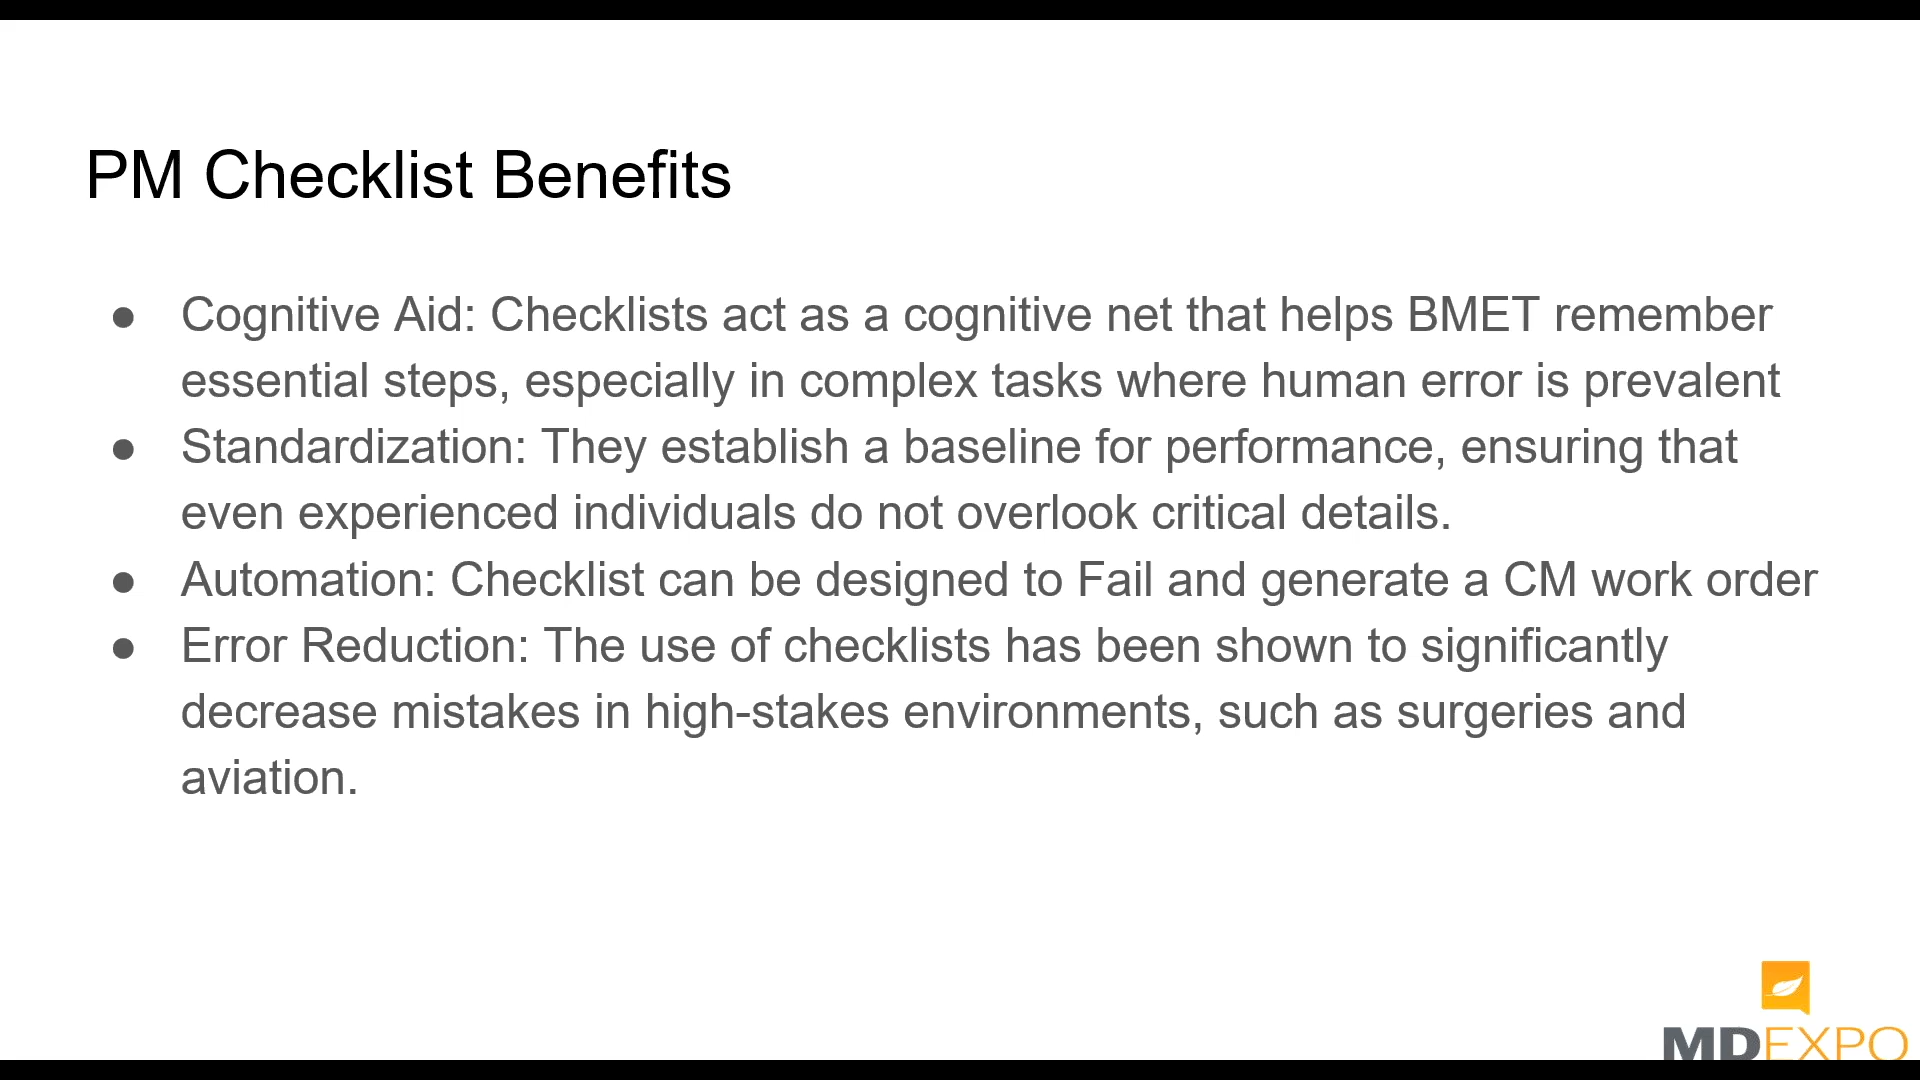 PM Checklist Benefits
● Cognitive Aid: Checklists act as a cognitive net that helps BMET remember
essential steps, especially in complex tasks where human error is prevalent
● Standardization: They establish a baseline for performance, ensuring that
even experienced individuals do not overlook critical details.
● Automation: Checklist can be designed to Fail and generate a CM work order
● Error Reduction: The use of checklists has been shown to significantly
decrease mistakes in high-stakes environments, such as surgeries and
aviation.
MDEXPO